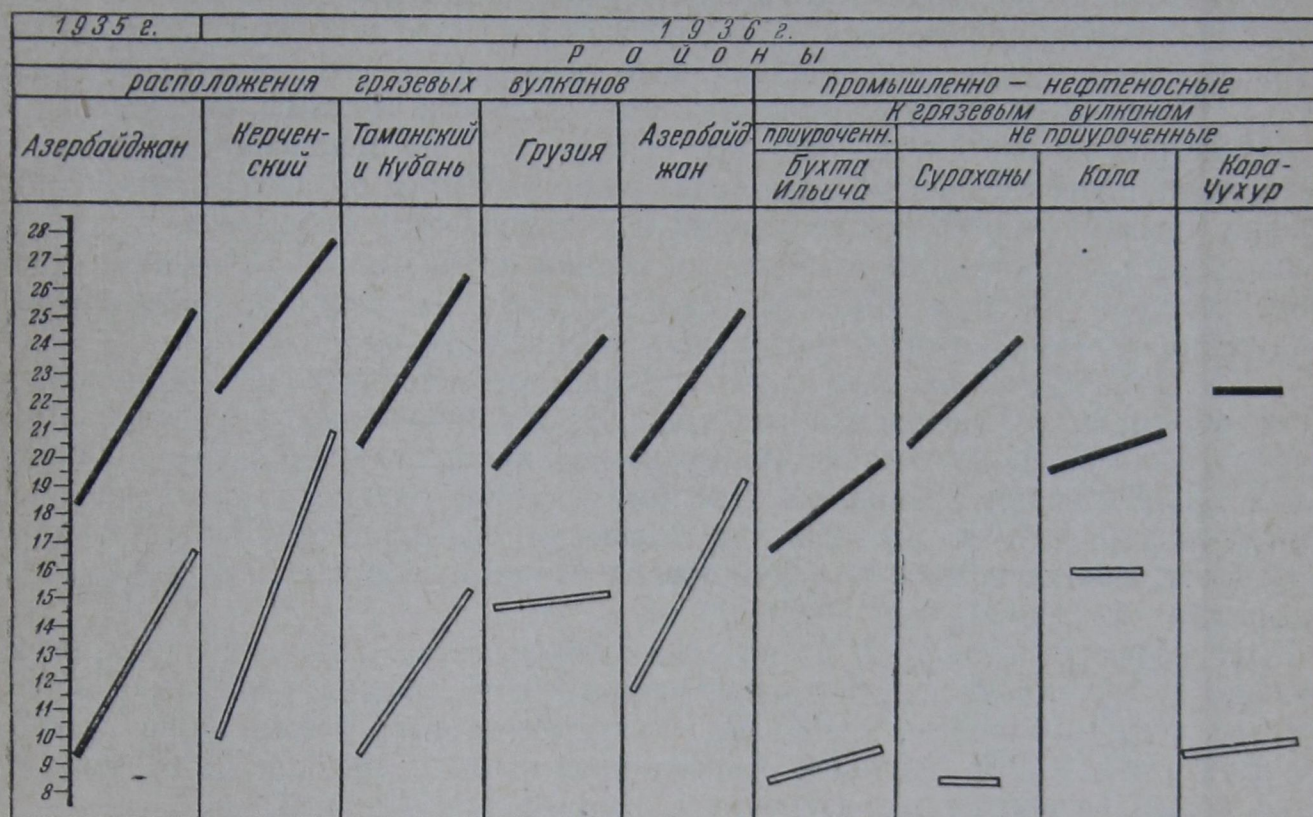 1935 г.
1936 г.
Районы
расположения грязевых вулканов
промышленно – нефтеносные
к грязевым вулканам
приуроченн.
не приуроченные
Азербайджан
Керчен-
ский
Таманский
и Кубань
Грузия
Азербайд
жан
Бухта
Ильича
Сураханы
Кала
Кара-
Чухур
28
27
26
25
24
23
22
21
20
19
18
17
16
15
14
13
12
11
10
9
8